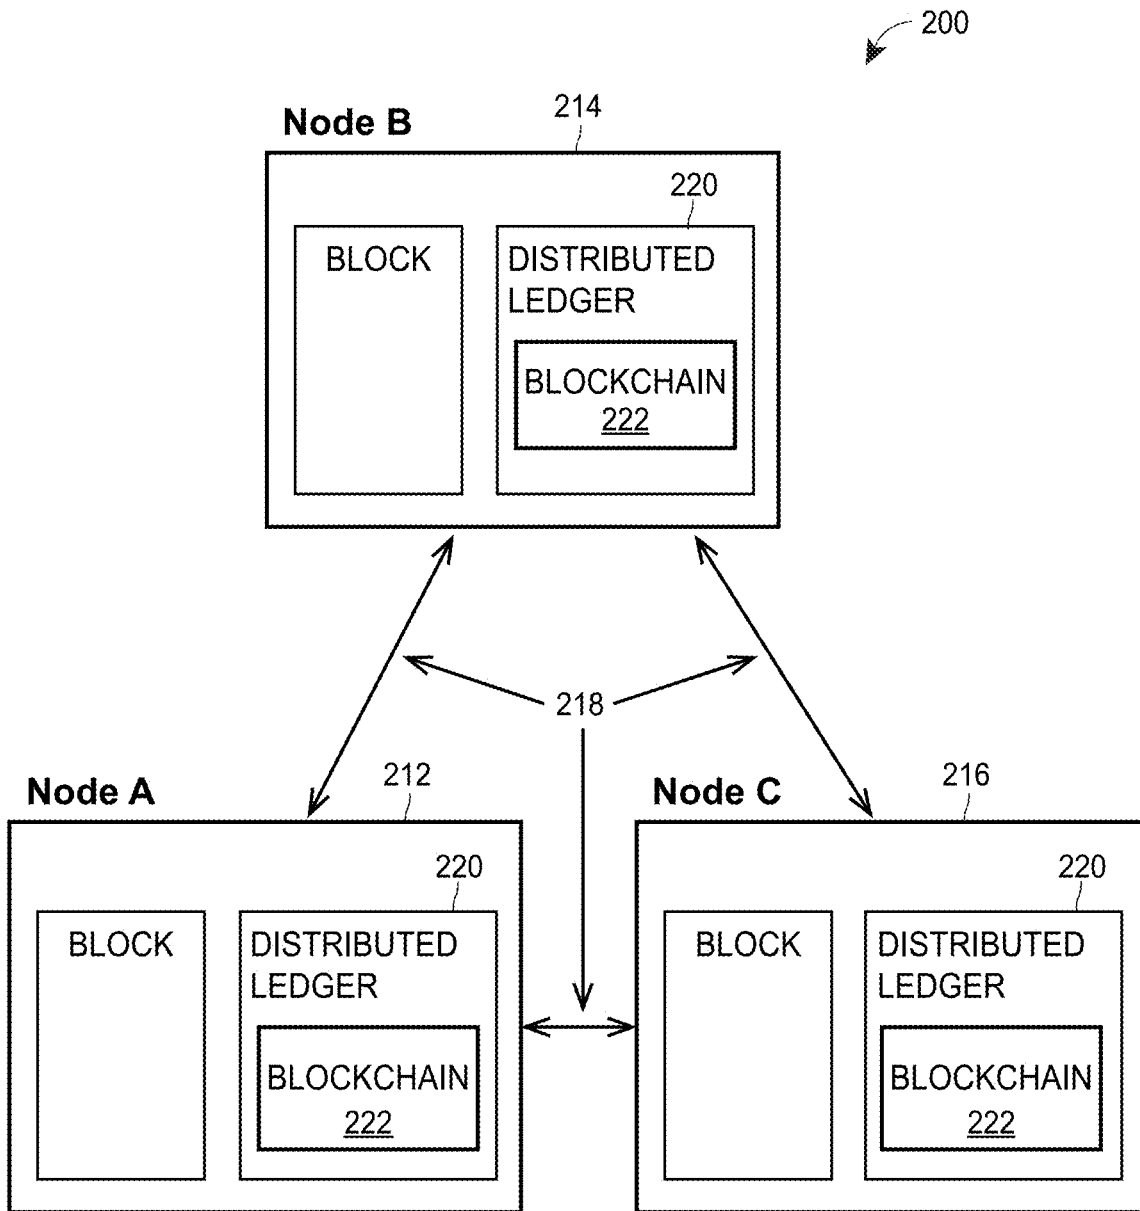 200
Node B
214
220
BLOCK
DISTRIBUTED
LEDGER
BLOCKCHAIN
222
218
Node A
212
Node C
216
220
BLOCK
DISTRIBUTED
LEDGER
BLOCKCHAIN
222
220
BLOCK
DISTRIBUTED
LEDGER
BLOCKCHAIN
222